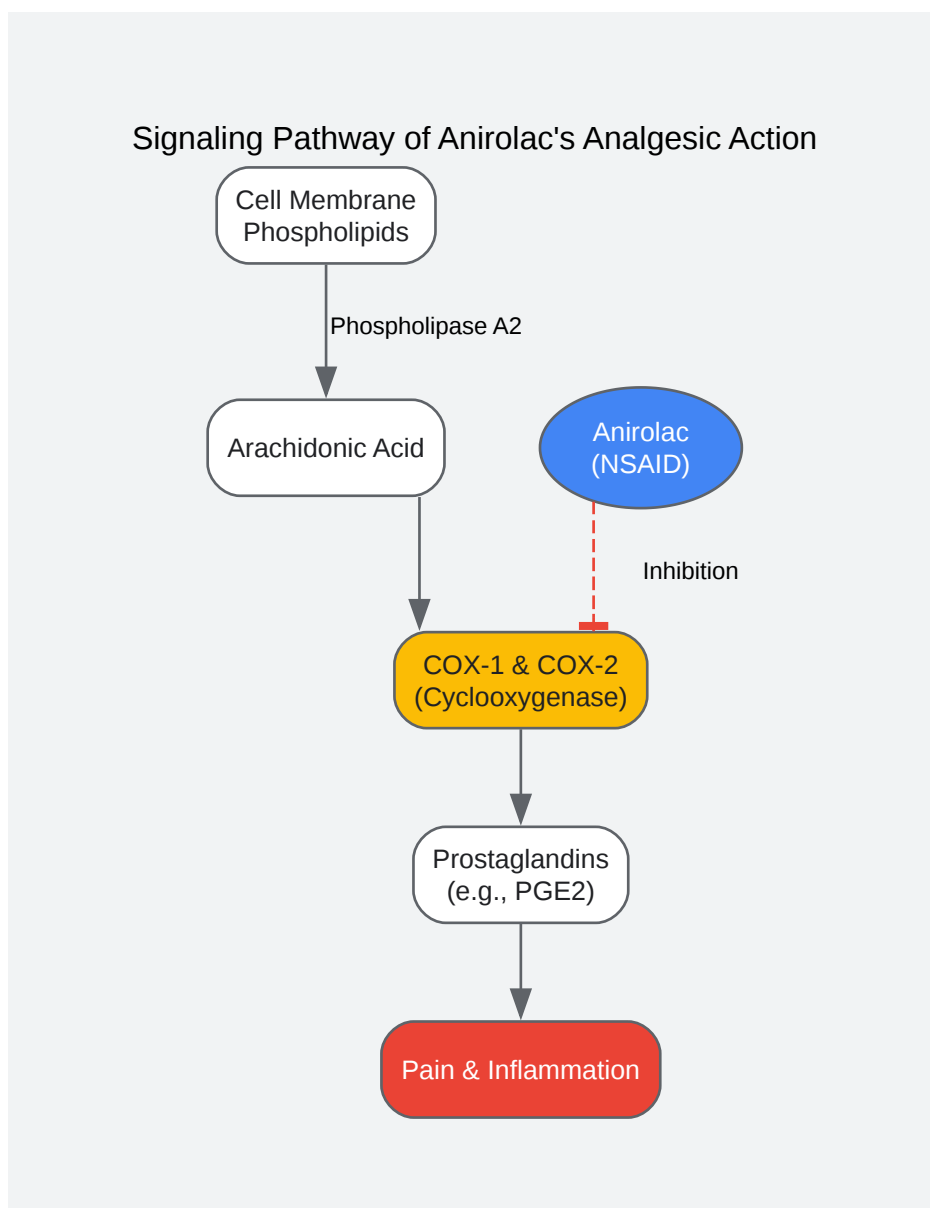 Signaling Pathway of Anirolac's Analgesic Action
Cell Membrane
Phospholipids
Phospholipase A2
Arachidonic Acid
Anirolac
(NSAID)
Inhibition
COX-1 & COX-2
(Cyclooxygenase)
Prostaglandins
(e.g., PGE2)
Pain & Inflammation